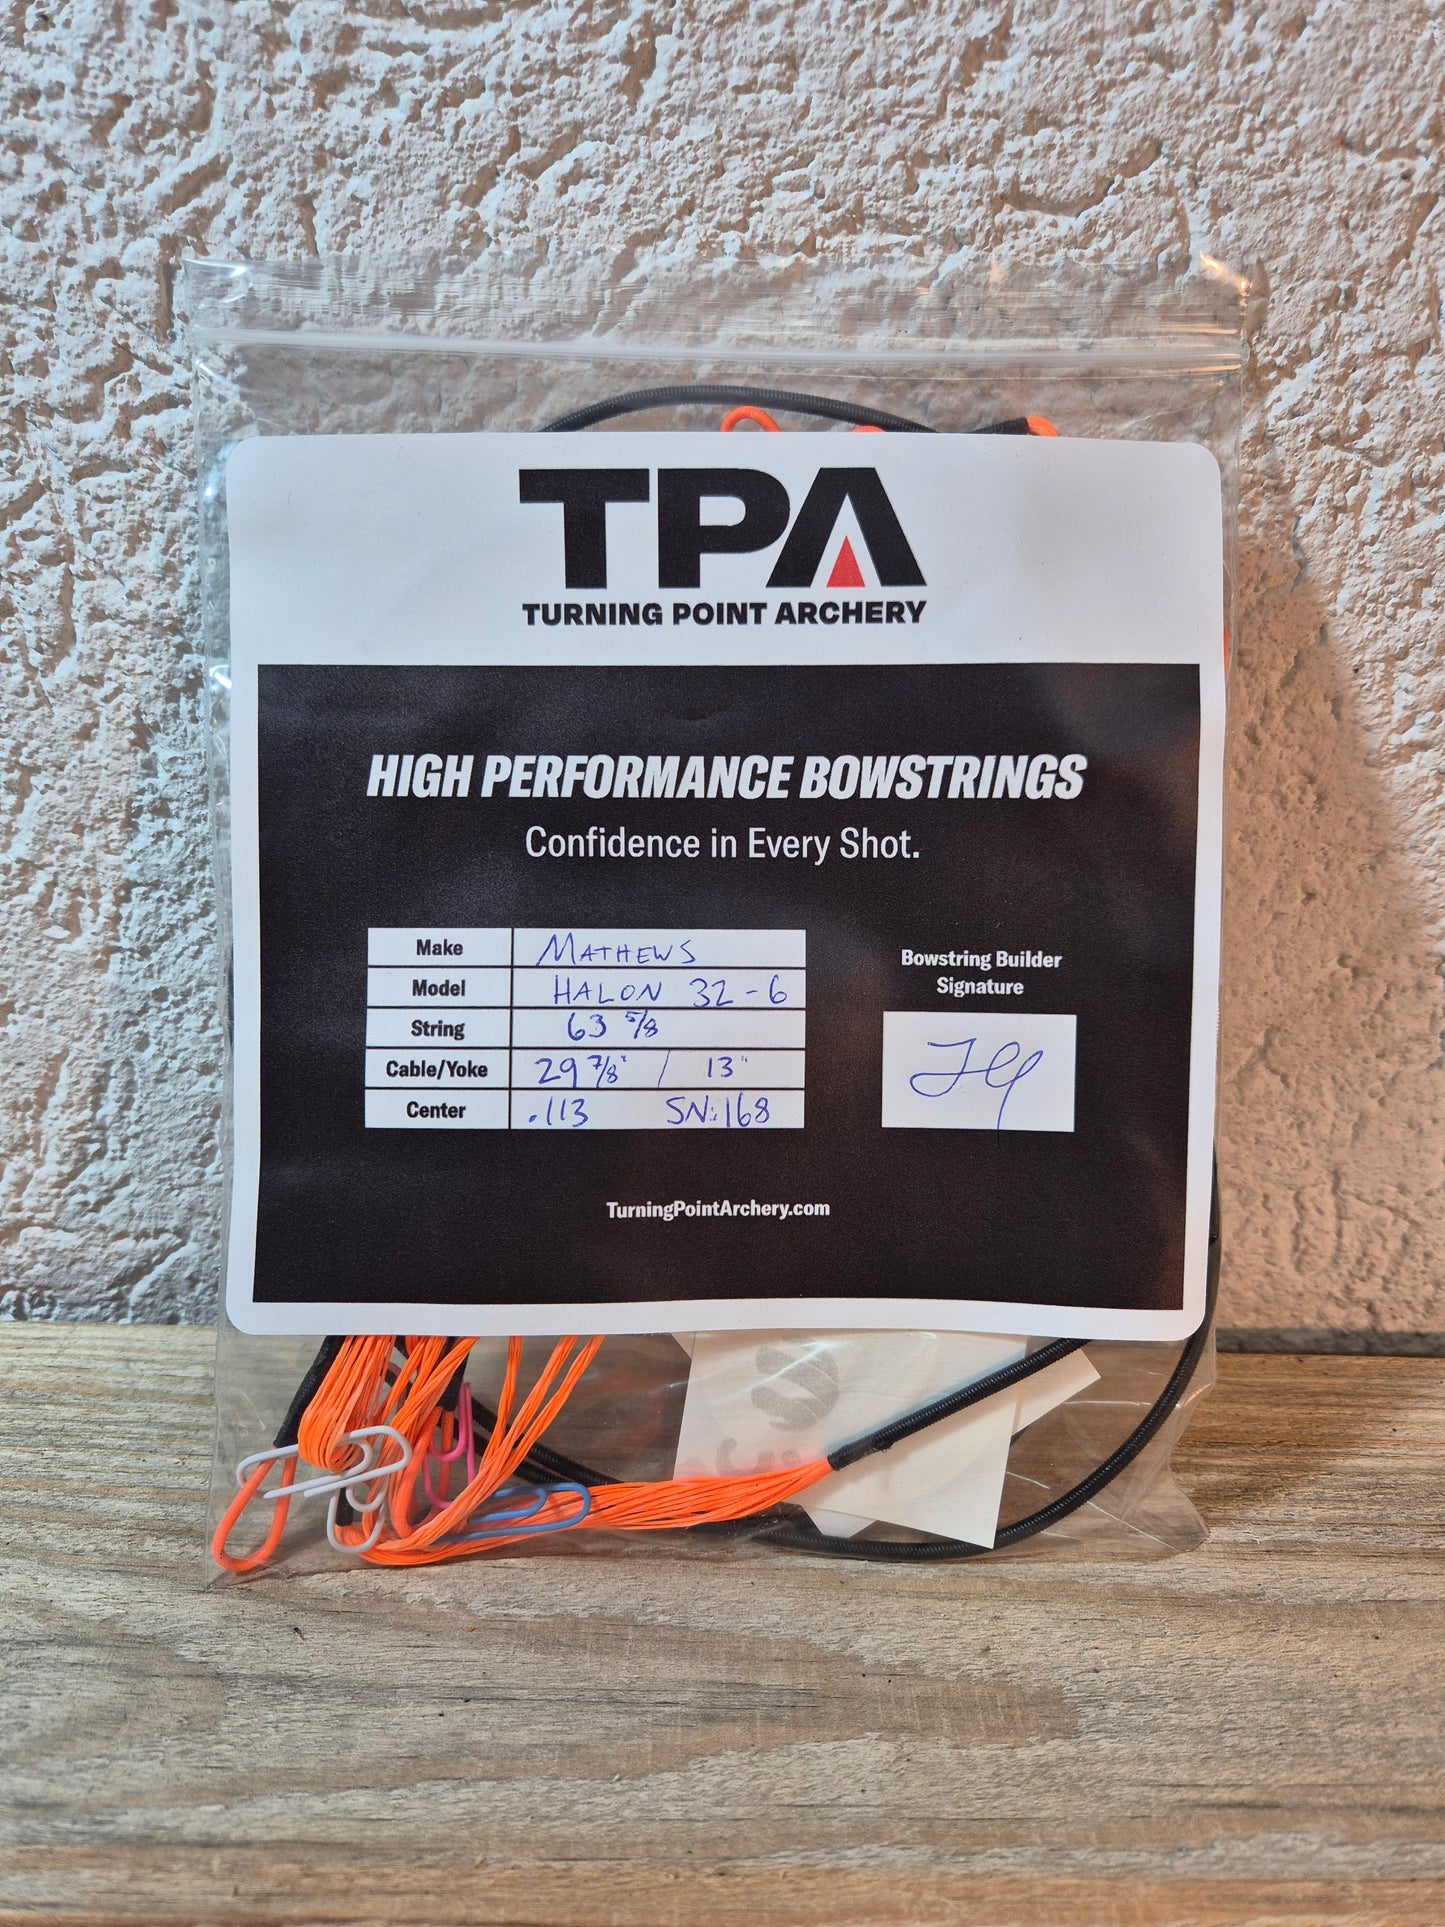 TPA
TURNING POINT ARCHERY
HIGH PERFORMANCE BOWSTRINGS
Confidence in Every Shot.
Make MATHEWS
Model HALON 32-6
String 63 5/8
Cable/Yoke 29 7/8" / 13"
Center .113 SN:168
Bowstring Builder
Signature
TurningPointArchery.com